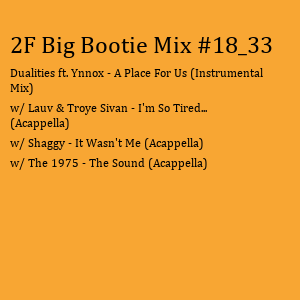 2F Big Bootie Mix #18_33
Dualities ft. Ynnox - A Place For Us (Instrumental
Mix)
w/ Lauv & Troye Sivan - I'm So Tired...
(Acappella)
w/ Shaggy - It Wasn't Me (Acappella)
w/ The 1975 - The Sound (Acappella)